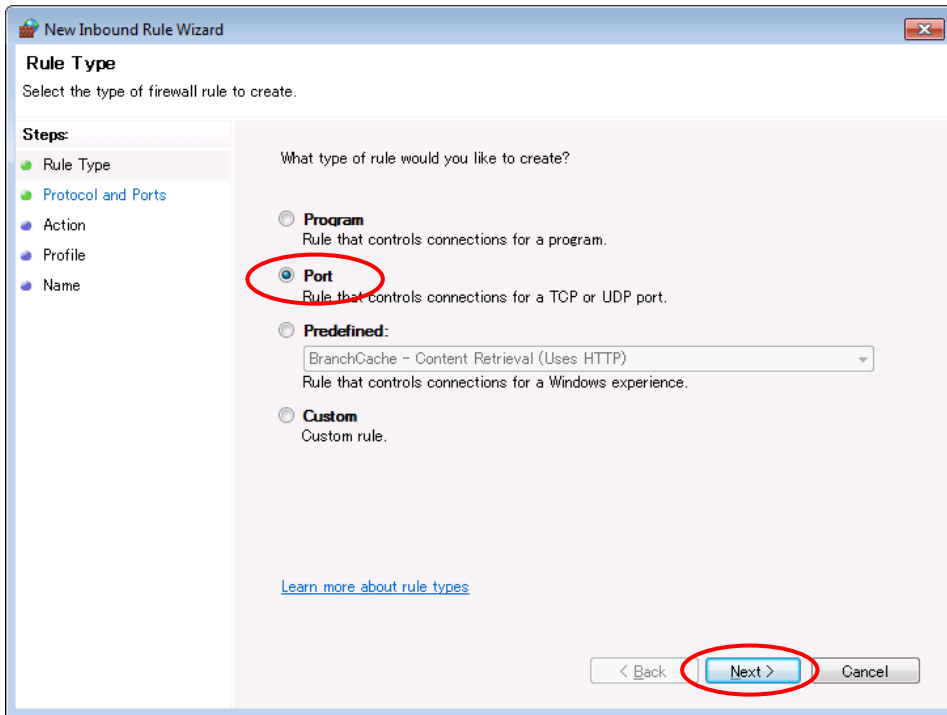 New Inbound Rule Wizard
Rule Type
Select the type of firewall rule to create.
Steps:
Rule Type
Protocol and Ports
Action
Profile
Name
What type of rule would you like to create?
Program
Rule that controls connections for a program.
Port
Rule that controls connections for a TCP or UDP port.
Predefined:
BranchCache - Content Retrieval (Uses HTTP)
Rule that controls connections for a Windows experience.
Custom
Custom rule.
Learn more about rule types
< Back
Next >
Cancel